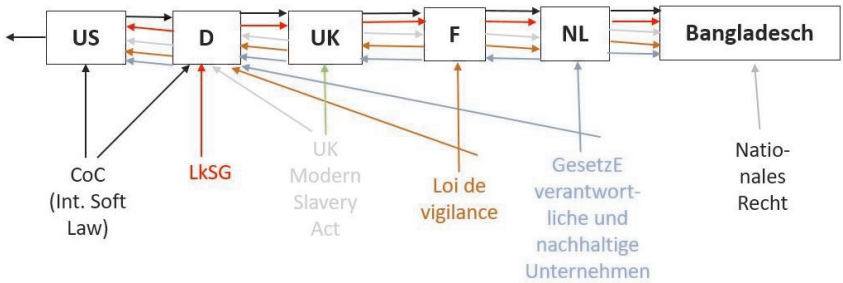 US D UK F NL Bangladesch
CoC
(Int. Soft
Law)
LkSG
UK
Modern
Slavery
Act
Loi de
vigilance
GesetzE
verantwort-
liche und
nachhaltige
Unternehmen
Natio-
nales
Recht